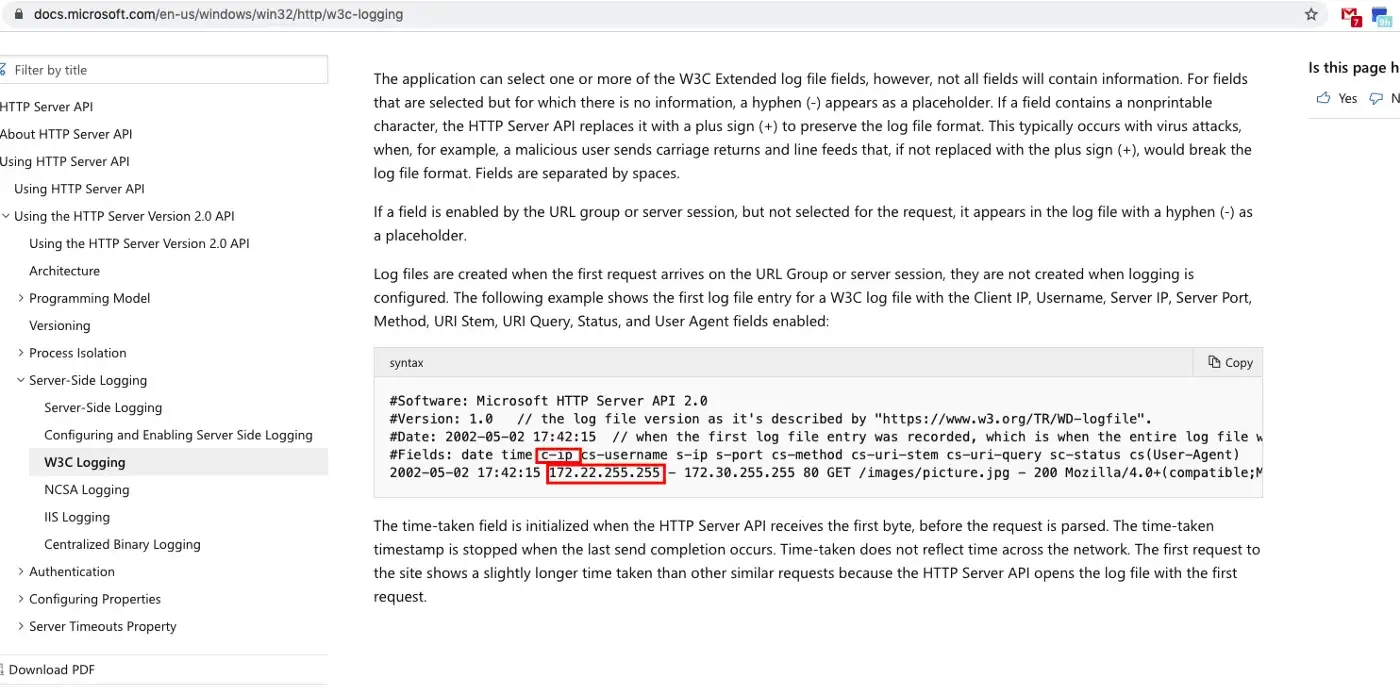 docs.microsoft.com/en-us/windows/win32/http/w3c-logging
7
9h
Filter by title
HTTP Server API
About HTTP Server API
Using HTTP Server API
Using HTTP Server API
Using the HTTP Server Version 2.0 API
Using the HTTP Server Version 2.0 API
Architecture
Programming Model
Versioning
Process Isolation
Server-Side Logging
Server-Side Logging
Configuring and Enabling Server Side Logging
W3C Logging
NCSA Logging
IIS Logging
Centralized Binary Logging
Authentication
Configuring Properties
Server Timeouts Property
Download PDF
The application can select one or more of the W3C Extended log file fields, however, not all fields will contain information. For fields
that are selected but for which there is no information, a hyphen (-) appears as a placeholder. If a field contains a nonprintable
character, the HTTP Server API replaces it with a plus sign (+) to preserve the log file format. This typically occurs with virus attacks,
when, for example, a malicious user sends carriage returns and line feeds that, if not replaced with the plus sign (+), would break the
log file format. Fields are separated by spaces.
If a field is enabled by the URL group or server session, but not selected for the request, it appears in the log file with a hyphen (-) as
a placeholder.
Log files are created when the first request arrives on the URL Group or server session, they are not created when logging is
configured. The following example shows the first log file entry for a W3C log file with the Client IP, Username, Server IP, Server Port,
Method, URI Stem, URI Query, Status, and User Agent fields enabled:
syntax
Copy
#Software: Microsoft HTTP Server API 2.0
#Version: 1.0 // the log file version as it's described by "https://www.w3.org/TR/WD-logfile".
#Date: 2002-05-02 17:42:15 // when the first log file entry was recorded, which is when the entire log file w
#Fields: date time c-ip cs-username s-ip s-port cs-method cs-uri-stem cs-uri-query sc-status cs(User-Agent)
2002-05-02 17:42:15 172.22.255.255 - 172.30.255.255 80 GET /images/picture.jpg - 200 Mozilla/4.0+(compatible;M
The time-taken field is initialized when the HTTP Server API receives the first byte, before the request is parsed. The time-taken
timestamp is stopped when the last send completion occurs. Time-taken does not reflect time across the network. The first request to
the site shows a slightly longer time taken than other similar requests because the HTTP Server API opens the log file with the first
request.
Is this page h
Yes
N